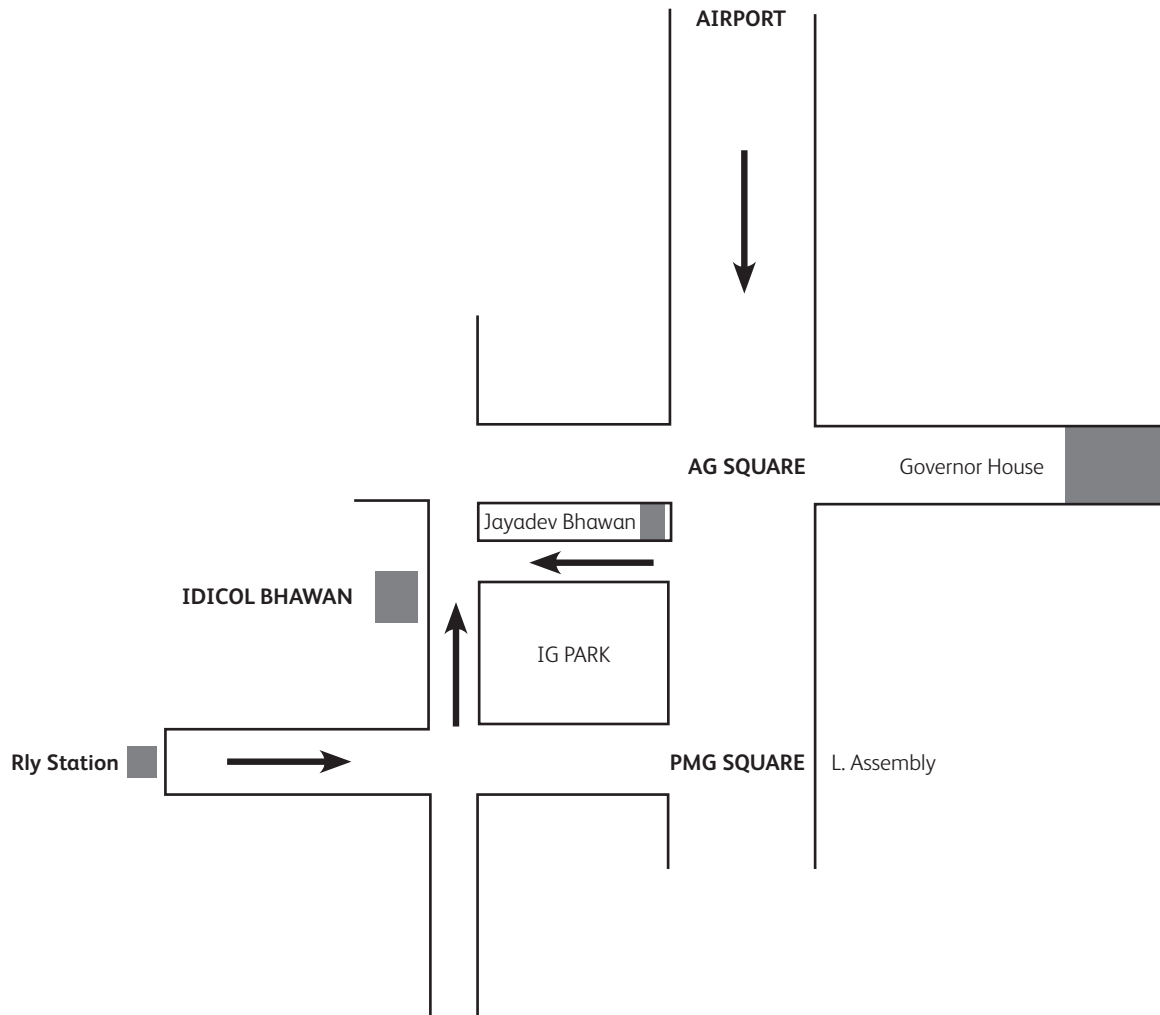 AIRPORT
AG SQUARE
Governor House
Jayadev Bhawan
IDICOL BHAWAN
IG PARK
Rly Station
PMG SQUARE
L. Assembly